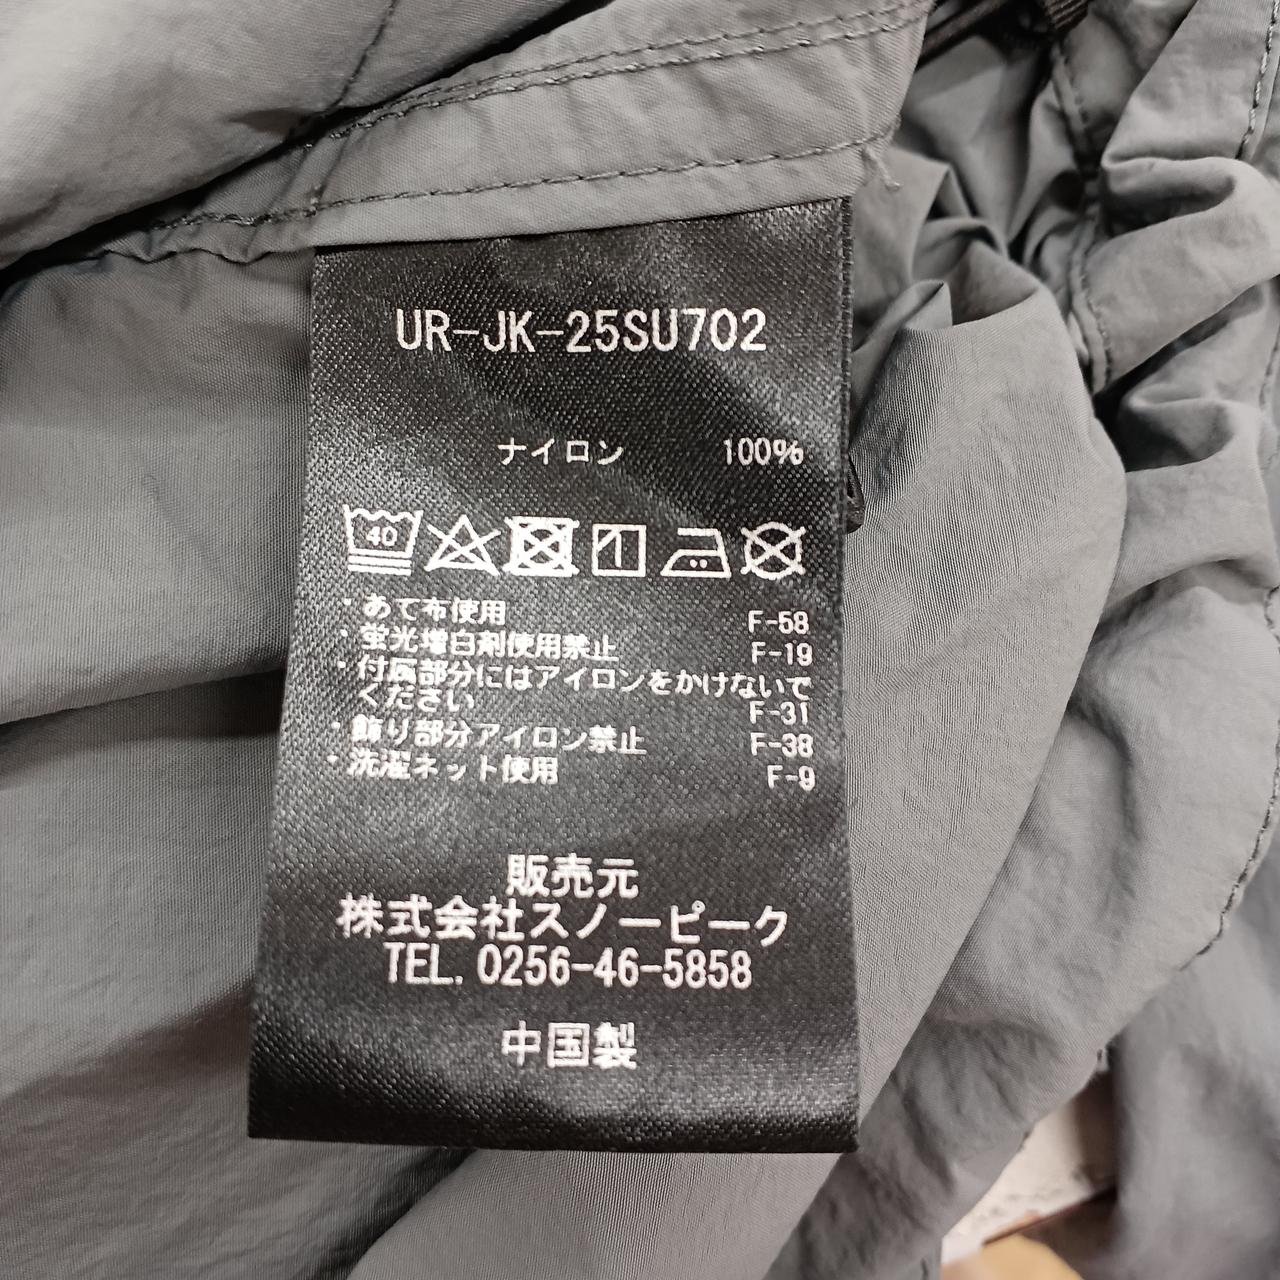 UR-JK-25SU702
ナイロン 100%
40
・あて布使用 F-58
・蛍光増白剤使用禁止 F-19
・付属部分にはアイロンをかけないで
ください F-31
・飾り部分アイロン禁止 F-38
・洗濯ネット使用 F-9
販売元
株式会社スノーピーク
TEL. 0256-46-5858
中国製